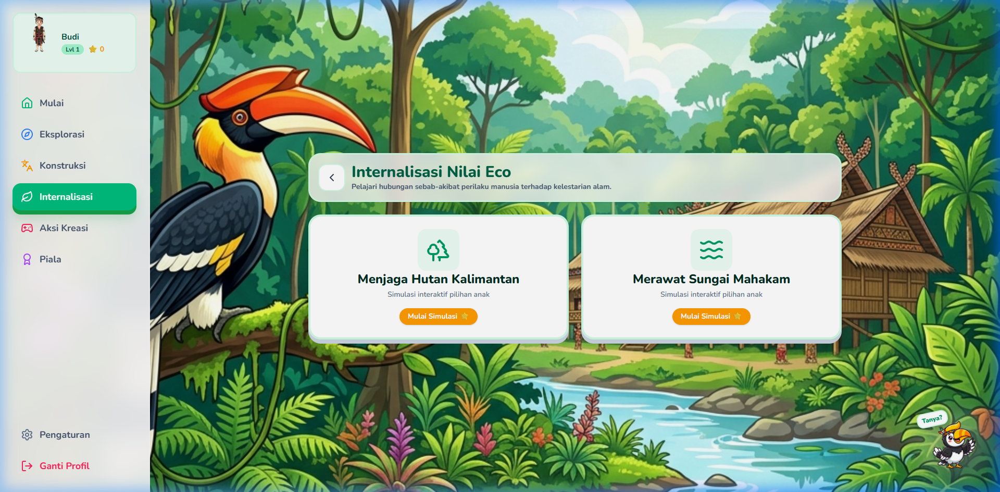 Budi
Lvl 1 0
Mulai
Eksplorasi
Konstruksi
Internalisasi
Aksi Kreasi
Piala
Pengaturan
Ganti Profil
Internalisasi Nilai Eco
Pelajari hubungan sebab-akibat perilaku manusia terhadap kelestarian alam.
Menjaga Hutan Kalimantan
Simulasi interaktif pilihan anak
Mulai Simulasi
Merawat Sungai Mahakam
Simulasi interaktif pilihan anak
Mulai Simulasi
Tanya?